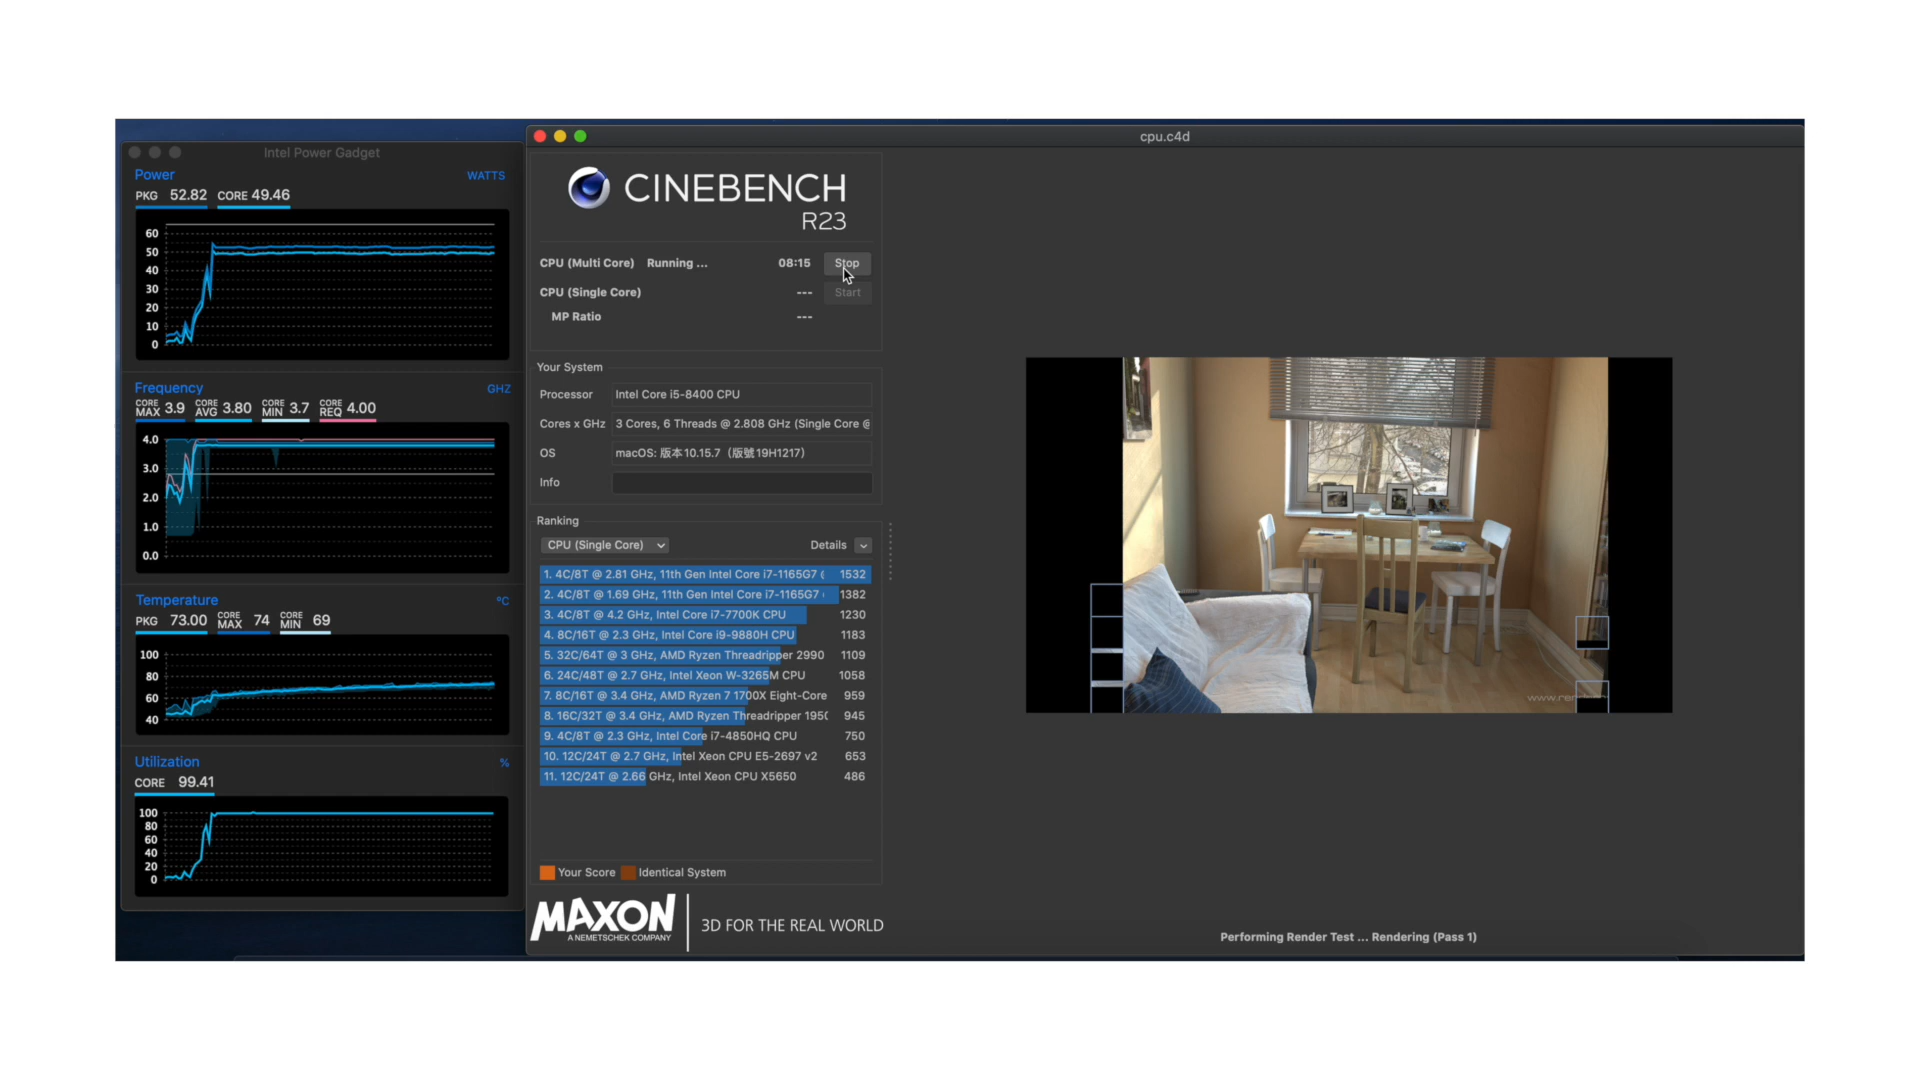 Intel Power Gadget
Power WATTS
PKG 52.82 CORE 49.46
60
50
40
30
20
10
0
Frequency GHZ
CORE MAX 3.9 CORE AVG 3.80 CORE MIN 3.7 CORE REQ 4.00
4.0
3.0
2.0
1.0
0.0
Temperature °C
PKG 73.00 CORE MAX 74 CORE MIN 69
100
80
60
40
Utilization %
CORE 99.41
100
80
60
40
20
0
cpu.c4d
CINEBENCH
R23
CPU (Multi Core) Running ... 08:15 Stop
CPU (Single Core) --- Start
MP Ratio ---
Your System
Processor Intel Core i5-8400 CPU
Cores x GHz 3 Cores, 6 Threads @ 2.808 GHz (Single Core @
OS macOS: 版本10.15.7（版號19H1217）
Info
Ranking
CPU (Single Core) Details
1. 4C/8T @ 2.81 GHz, 11th Gen Intel Core i7-1165G7 ( 1532
2. 4C/8T @ 1.69 GHz, 11th Gen Intel Core i7-1165G7 1382
3. 4C/8T @ 4.2 GHz, Intel Core i7-7700K CPU 1230
4. 8C/16T @ 2.3 GHz, Intel Core i9-9880H CPU 1183
5. 32C/64T @ 3 GHz, AMD Ryzen Threadripper 2990 1109
6. 24C/48T @ 2.7 GHz, Intel Xeon W-3265M CPU 1058
7. 8C/16T @ 3.4 GHz, AMD Ryzen 7 1700X Eight-Core 959
8. 16C/32T @ 3.4 GHz, AMD Ryzen Threadripper 195( 945
9. 4C/8T @ 2.3 GHz, Intel Core i7-4850HQ CPU 750
10. 12C/24T @ 2.7 GHz, Intel Xeon CPU E5-2697 v2 653
11. 12C/24T @ 2.66 GHz, Intel Xeon CPU X5650 486
Your Score Identical System
MAXON
A NEMETSCHEK COMPANY
3D FOR THE REAL WORLD
www.ren
Performing Render Test ... Rendering (Pass 1)